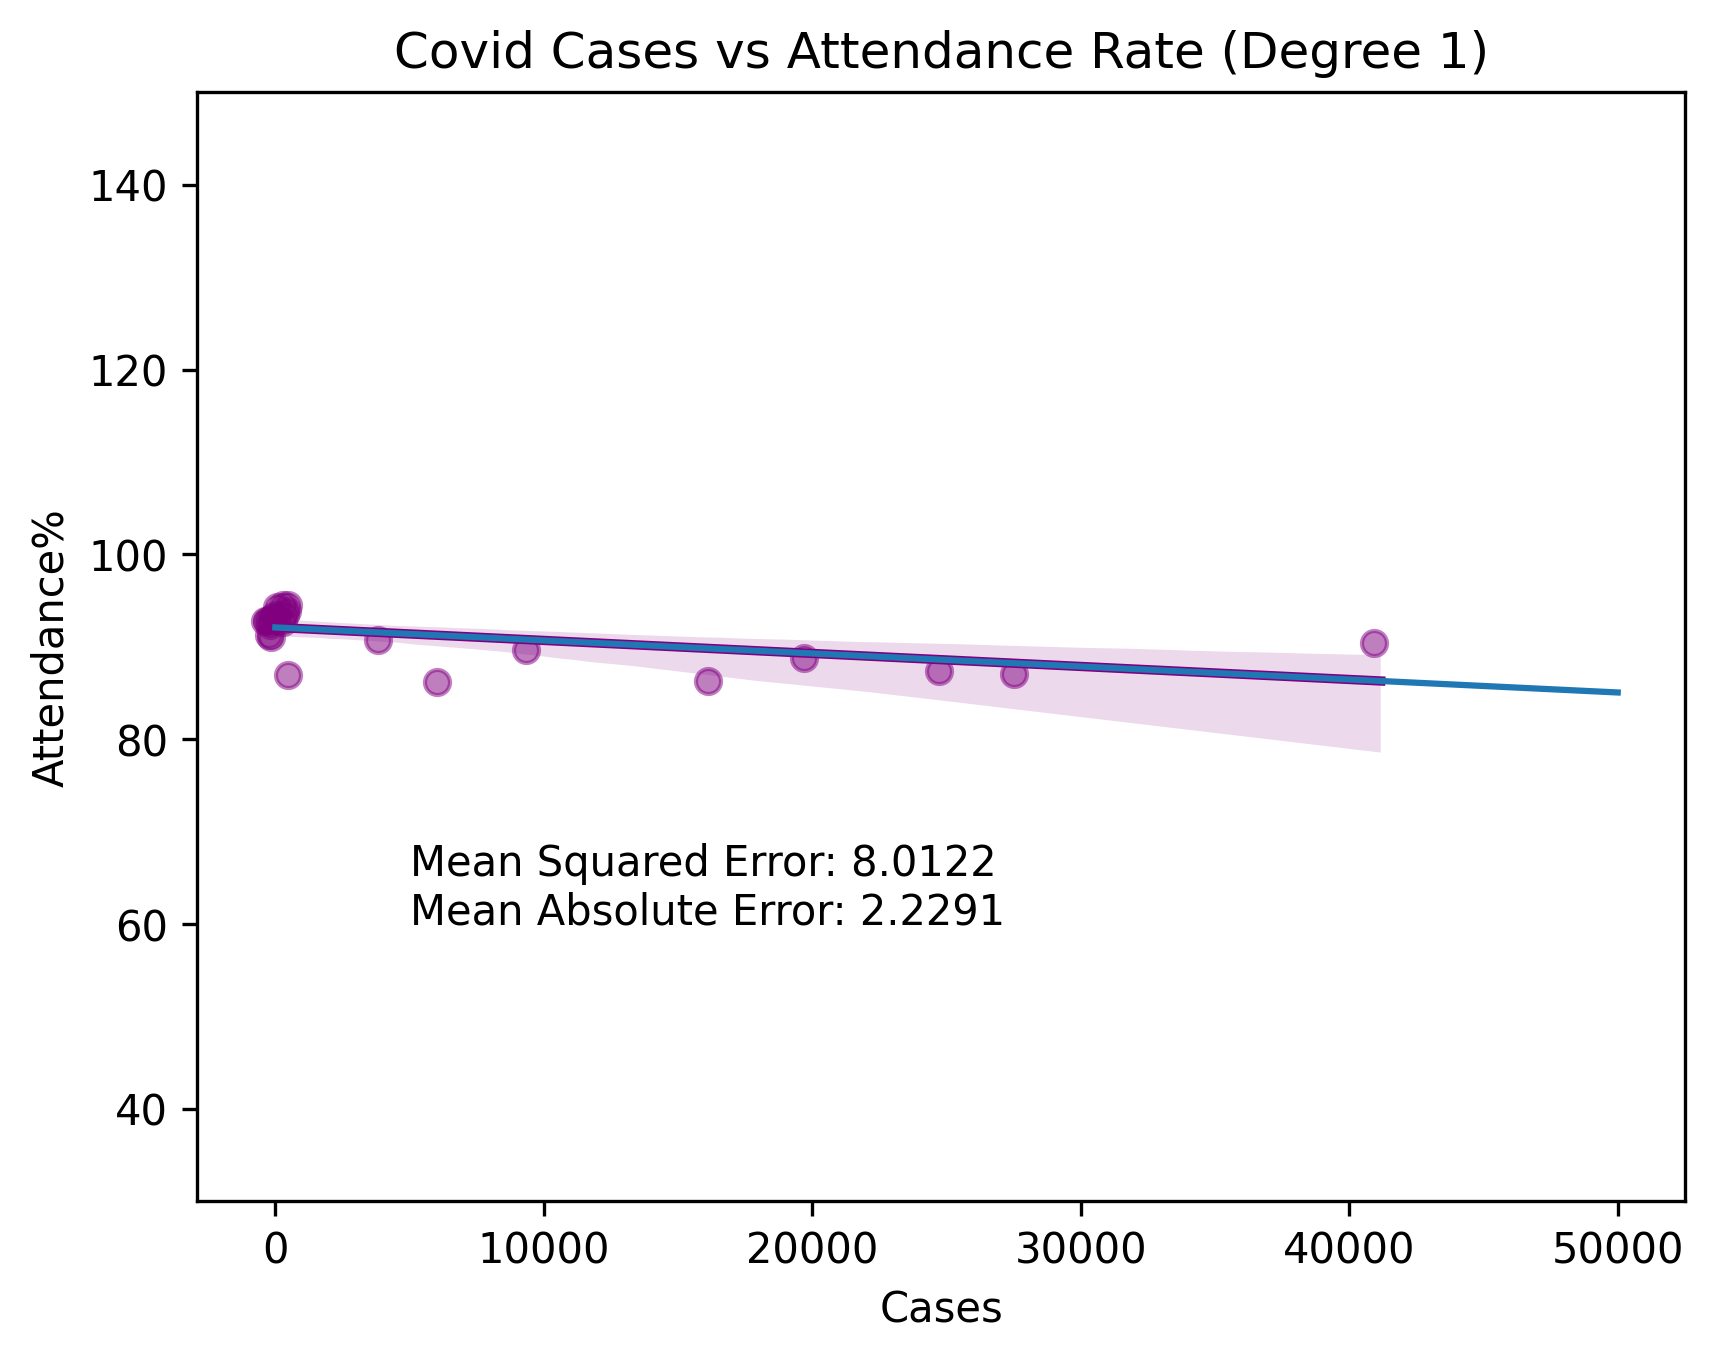 Covid Cases vs Attendance Rate (Degree 1)
140
120
100
80
60
40
Attendance%
Mean Squared Error: 8.0122
Mean Absolute Error: 2.2291
0 10000 20000 30000 40000 50000
Cases